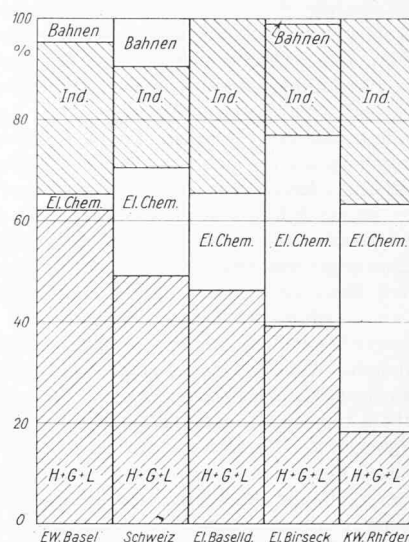 100
%
80
60
40
20
0
Bahnen
Ind.
El. Chem.
H+G+L
EW. Basel
Bahnen
Ind.
El. Chem.
H+G+L
Schweiz
Ind.
El. Chem.
H+G+L
El. Baselld.
Bahnen
Ind.
El. Chem.
H+G+L
El. Birseck
Ind.
El. Chem.
H+G+L
KW. Rhfden